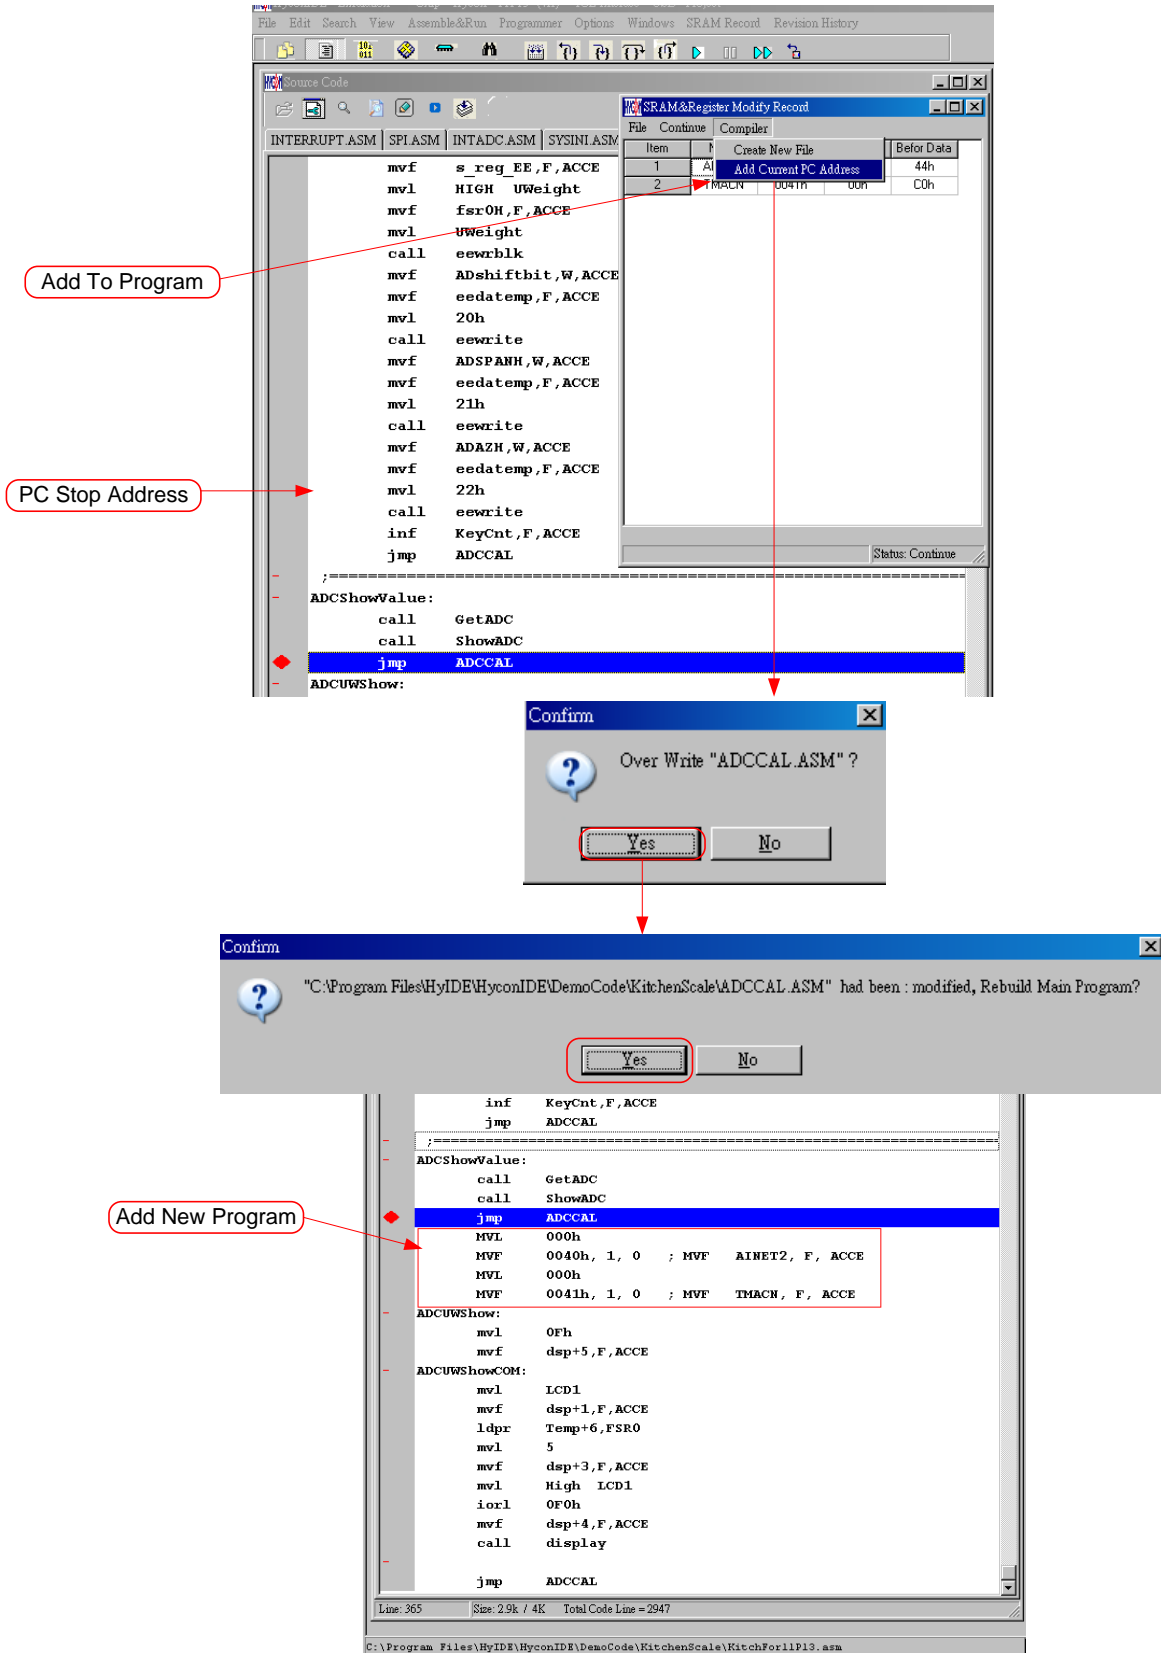 File Edit Search View Assemble&Run Programmer Options Windows SRAM Record Revision History
Source Code
INTERRUPT.ASM SPI.ASM INTADC.ASM SYSINI.ASM
SRAM&Register Modify Record
File Continue Compiler
Create New File
Add Current PC Address
Item Befor Data
1 44h
2 TMACN 0041h 00h C0h
Status: Continue
mvf s_reg_EE,F,ACCE
mvl HIGH UWeight
mvf fsr0H,F,ACCE
mvl UWeight
call eewrblk
mvf ADshiftbit,W,ACCE
mvf eedatemp,F,ACCE
mvl 20h
call eewrite
mvf ADSPANH,W,ACCE
mvf eedatemp,F,ACCE
mvl 21h
call eewrite
mvf ADAZH,W,ACCE
mvf eedatemp,F,ACCE
mvl 22h
call eewrite
inf KeyCnt,F,ACCE
jmp ADCCAL
;==================================================
ADCShowValue:
call GetADC
call ShowADC
jmp ADCCAL
ADCUWShow:
Add To Program
PC Stop Address
Confirm
Over Write "ADCCAL.ASM" ?
Yes No
Confirm
"C:\Program Files\HyIDE\HyconIDE\DemoCode\KitchenScale\ADCCAL.ASM" had been : modified, Rebuild Main Program?
Yes No
inf KeyCnt,F,ACCE
jmp ADCCAL
;==================================================
ADCShowValue:
call GetADC
call ShowADC
jmp ADCCAL
Add New Program
MVL 000h
MVF 0040h, 1, 0 ; MVF AINET2, F, ACCE
MVL 000h
MVF 0041h, 1, 0 ; MVF TMACN, F, ACCE
ADCUWShow:
mvl 0Fh
mvf dsp+5,F,ACCE
ADCUWShowCOM:
mvl LCD1
mvf dsp+1,F,ACCE
ldpr Temp+6,FSR0
mvl 5
mvf dsp+3,F,ACCE
mvl High LCD1
iorl 0F0h
mvf dsp+4,F,ACCE
call display
jmp ADCCAL
Line: 365 Size: 2.9k / 4K Total Code Line = 2947
C:\Program Files\HyIDE\HyconIDE\DemoCode\KitchenScale\KitchForllP13.asm